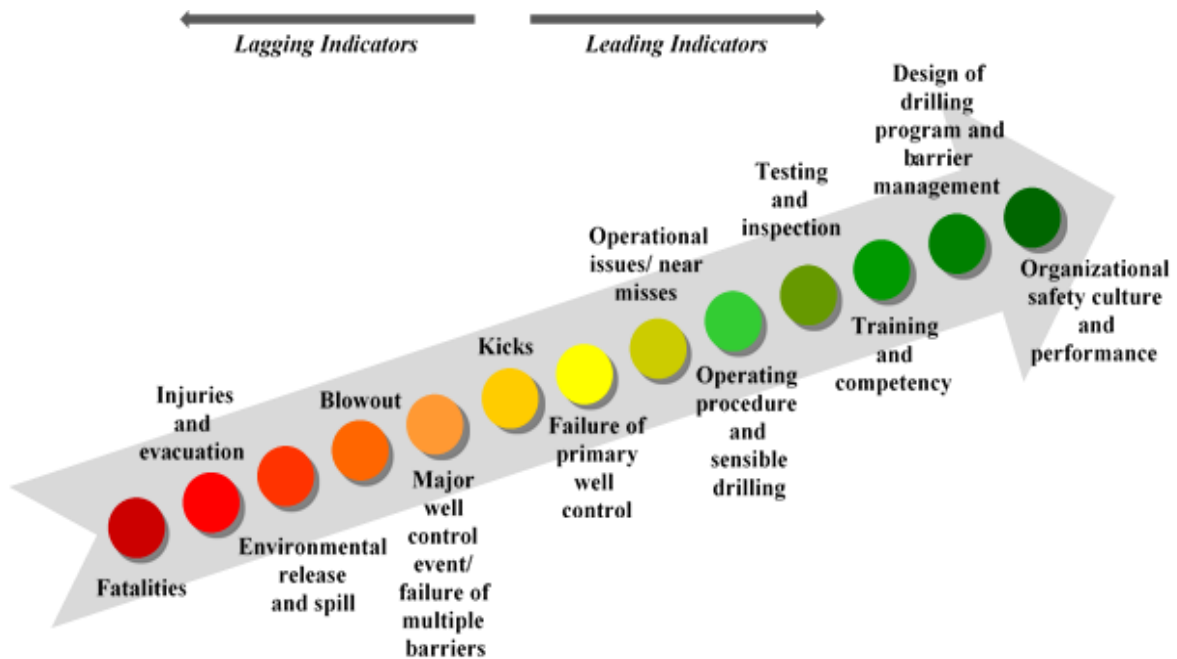 Lagging Indicators
Leading Indicators
Fatalities
Injuries
and
evacuation
Environmental
release
and spill
Blowout
Major
well
control
event/
failure of
multiple
barriers
Kicks
Failure of
primary
well
control
Operational
issues/ near
misses
Operating
procedure
and
sensible
drilling
Testing
and
inspection
Training
and
competency
Design of
drilling
program and
barrier
management
Organizational
safety culture
and
performance